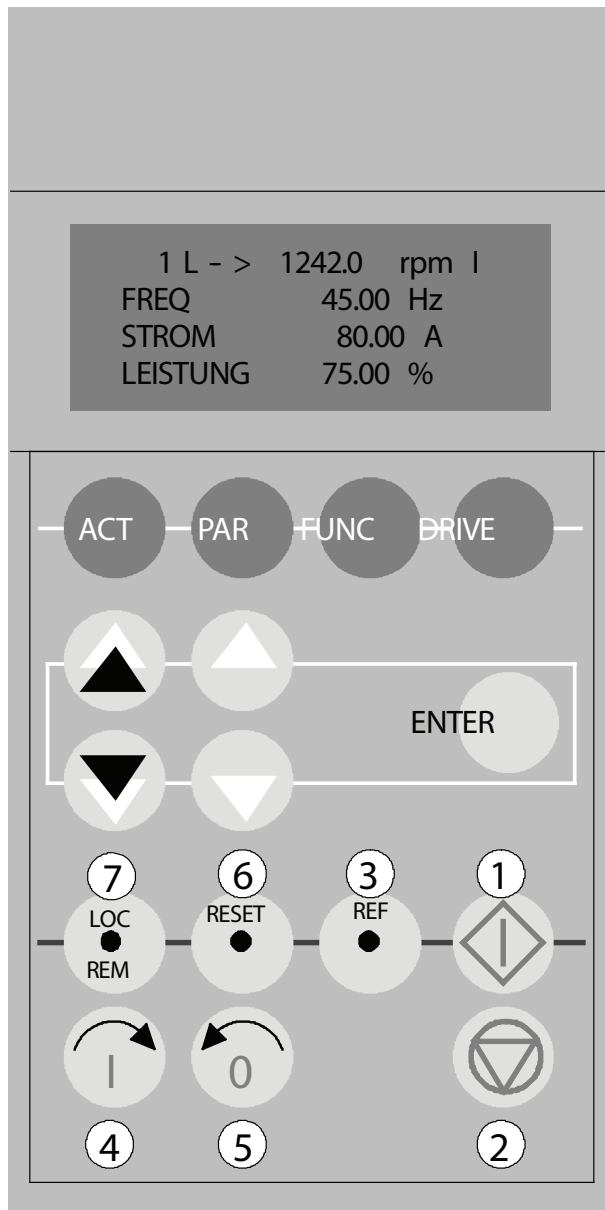 1 L - > 1242.0 rpm I
FREQ 45.00 Hz
STROM 80.00 A
LEISTUNG 75.00 %
ACT PAR FUNC DRIVE
ENTER
7 6 3 1
LOC RESET REF I
REM
I 0
4 5 2